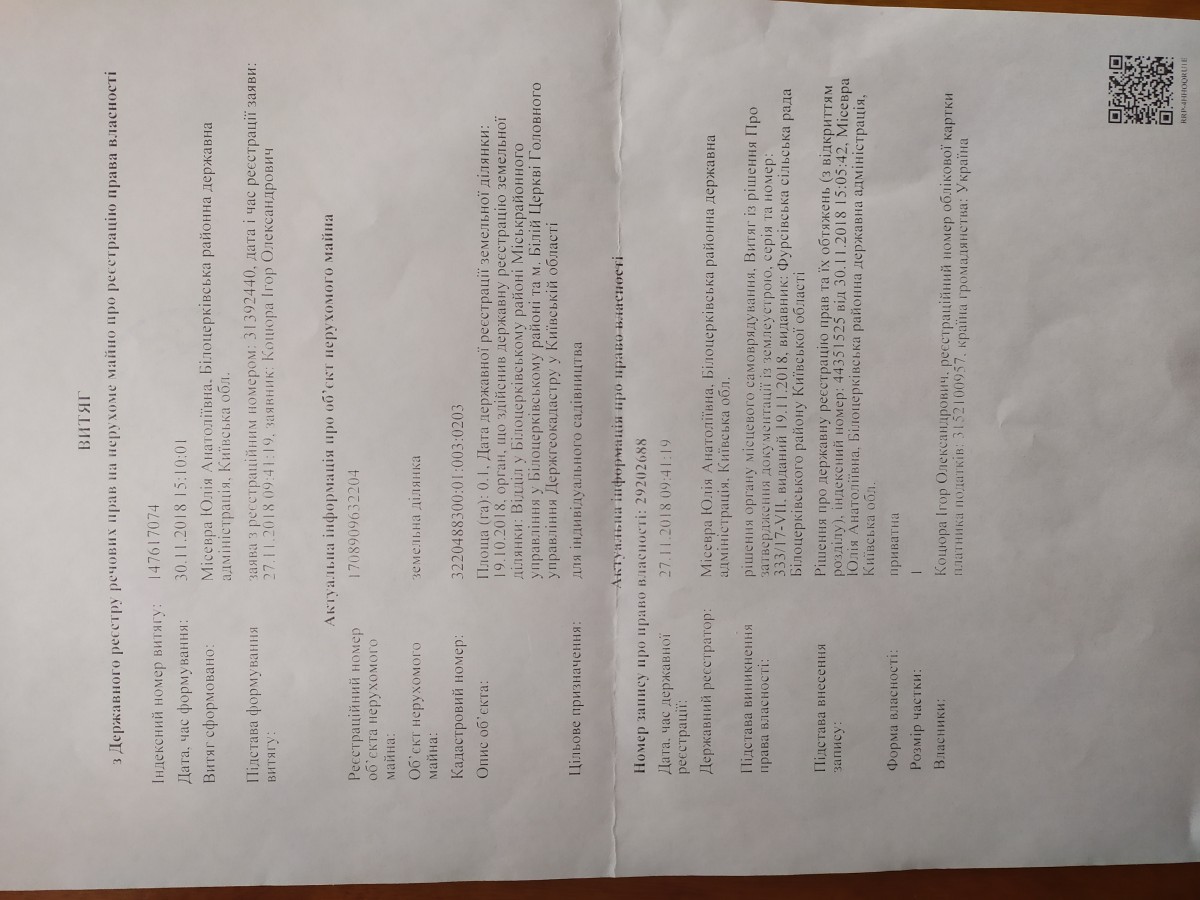 ВИТЯГ
з Державного реєстру речових прав на нерухоме майно про реєстрацію права власності
Індексний номер витягу: 147617074
Дата, час формування: 30.11.2018 15:10:01
Витяг сформовано: Місевра Юлія Анатоліївна, Білоцерківська районна державна
адміністрація, Київська обл.
Підстава формування заява з реєстраційним номером: 31392440, дата і час реєстрації заяви:
витягу: 27.11.2018 09:41:19, заявник: Коцюра Ігор Олександрович
Актуальна інформація про об’єкт нерухомого майна
Реєстраційний номер 1708909632204
об’єкта нерухомого
майна:
Об’єкт нерухомого земельна ділянка
майна:
Кадастровий номер: 3220488300:01:003:0203
Опис об’єкта: Площа (га): 0.1, Дата державної реєстрації земельної ділянки:
19.10.2018, орган, що здійснив державну реєстрацію земельної
ділянки: Відділ у Білоцерківському районі Міськрайонного
управління у Білоцерківському районі та м. Білій Церкві Головного
управління Держгеокадастру у Київській області
Цільове призначення: для індивідуального садівництва
Актуальна інформація про право власності
Номер запису про право власності: 29202688
Дата, час державної 27.11.2018 09:41:19
реєстрації:
Державний реєстратор: Місевра Юлія Анатоліївна, Білоцерківська районна державна
адміністрація, Київська обл.
Підстава виникнення рішення органу місцевого самоврядування, Витяг із рішення Про
права власності: затвердження документації із землеустрою, серія та номер:
333/17-VII, виданий 19.11.2018, видавник: Фурсівська сільська рада
Білоцерківського району Київської області
Підстава внесення Рішення про державну реєстрацію прав та їх обтяжень (з відкриттям
запису: розділу), індексний номер: 44351525 від 30.11.2018 15:05:42, Місевра
Юлія Анатоліївна, Білоцерківська районна державна адміністрація,
Київська обл.
Форма власності: приватна
Розмір частки: 1
Власники: Коцюра Ігор Олександрович, реєстраційний номер облікової картки
платника податків: 3152100957, країна громадянства: Україна